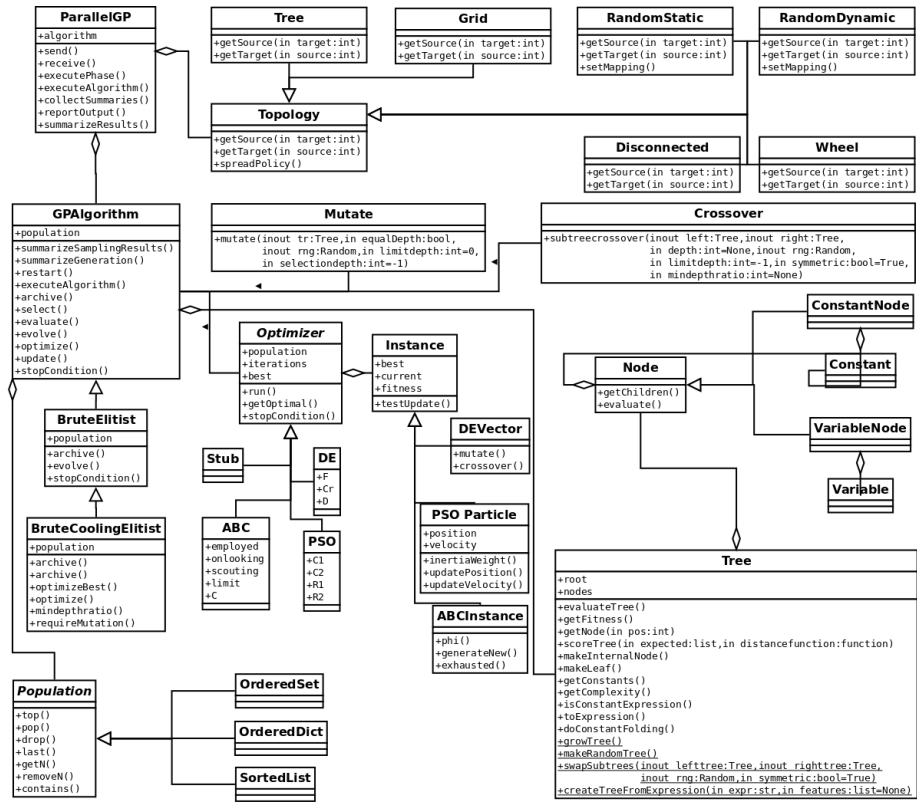 ParallelGP
+algorithm
+send()
+receive()
+executePhase()
+executeAlgorithm()
+collectSummaries()
+reportOutput()
+summarizeResults()
Tree
+getSource(in target:int)
+getTarget(in source:int)
Grid
+getSource(in target:int)
+getTarget(in source:int)
RandomStatic
+getSource(in target:int)
+getTarget(in source:int)
+setMapping()
RandomDynamic
+getSource(in target:int)
+getTarget(in source:int)
+setMapping()
Topology
+getSource(in target:int)
+getTarget(in source:int)
+spreadPolicy()
Disconnected
+getSource(in target:int)
+getTarget(in source:int)
Wheel
+getSource(in target:int)
+getTarget(in source:int)
GPAlgorithm
+population
+summarizeSamplingResults()
+summarizeGeneration()
+restart()
+executeAlgorithm()
+archive()
+select()
+evaluate()
+evolve()
+optimize()
+update()
+stopCondition()
Mutate
+mutate(inout tr:Tree,in equalDepth:bool,
inout rng:Random,in limitdepth:int=0,
in selectiondepth:int=-1)
Crossover
+subtreecrossover(inout left:Tree,inout right:Tree,
in depth:int=None,inout rng:Random,
in limitdepth:int=-1,in symmetric:bool=True,
in mindepthratio:int=None)
Optimizer
+population
+iterations
+best
+run()
+getOptimal()
+stopCondition()
Instance
+best
+current
+fitness
+testUpdate()
Node
+getChildren()
+evaluate()
ConstantNode
Constant
VariableNode
Variable
BruteElitist
+population
+archive()
+evolve()
+stopCondition()
Stub
DE
+F
+Cr
+D
DEVector
+mutate()
+crossover()
BruteCoolingElitist
+population
+archive()
+archive()
+optimizeBest()
+optimize()
+mindepthratio()
+requireMutation()
ABC
+employed
+onlooking
+scouting
+limit
+C
PSO
+C1
+C2
+R1
+R2
PSO Particle
+position
+velocity
+inertiaWeight()
+updatePosition()
+updateVelocity()
ABCInstance
+phi()
+generateNew()
+exhausted()
Tree
+root
+nodes
+evaluateTree()
+getFitness()
+getNode(in pos:int)
+scoreTree(in expected:list,in distancefunction:function)
+makeInternalNode()
+makeLeaf()
+getConstants()
+getComplexity()
+isConstantExpression()
+toExpression()
+doConstantFolding()
+growTree()
+makeRandomTree()
+swapSubtrees(inout lefttree:Tree,inout righttree:Tree,
inout rng:Random,in symmetric:bool=True)
+createTreeFromExpression(in expr:str,in features:list=None)
Population
+top()
+pop()
+drop()
+last()
+getN()
+removeN()
+contains()
OrderedSet
OrderedDict
SortedList